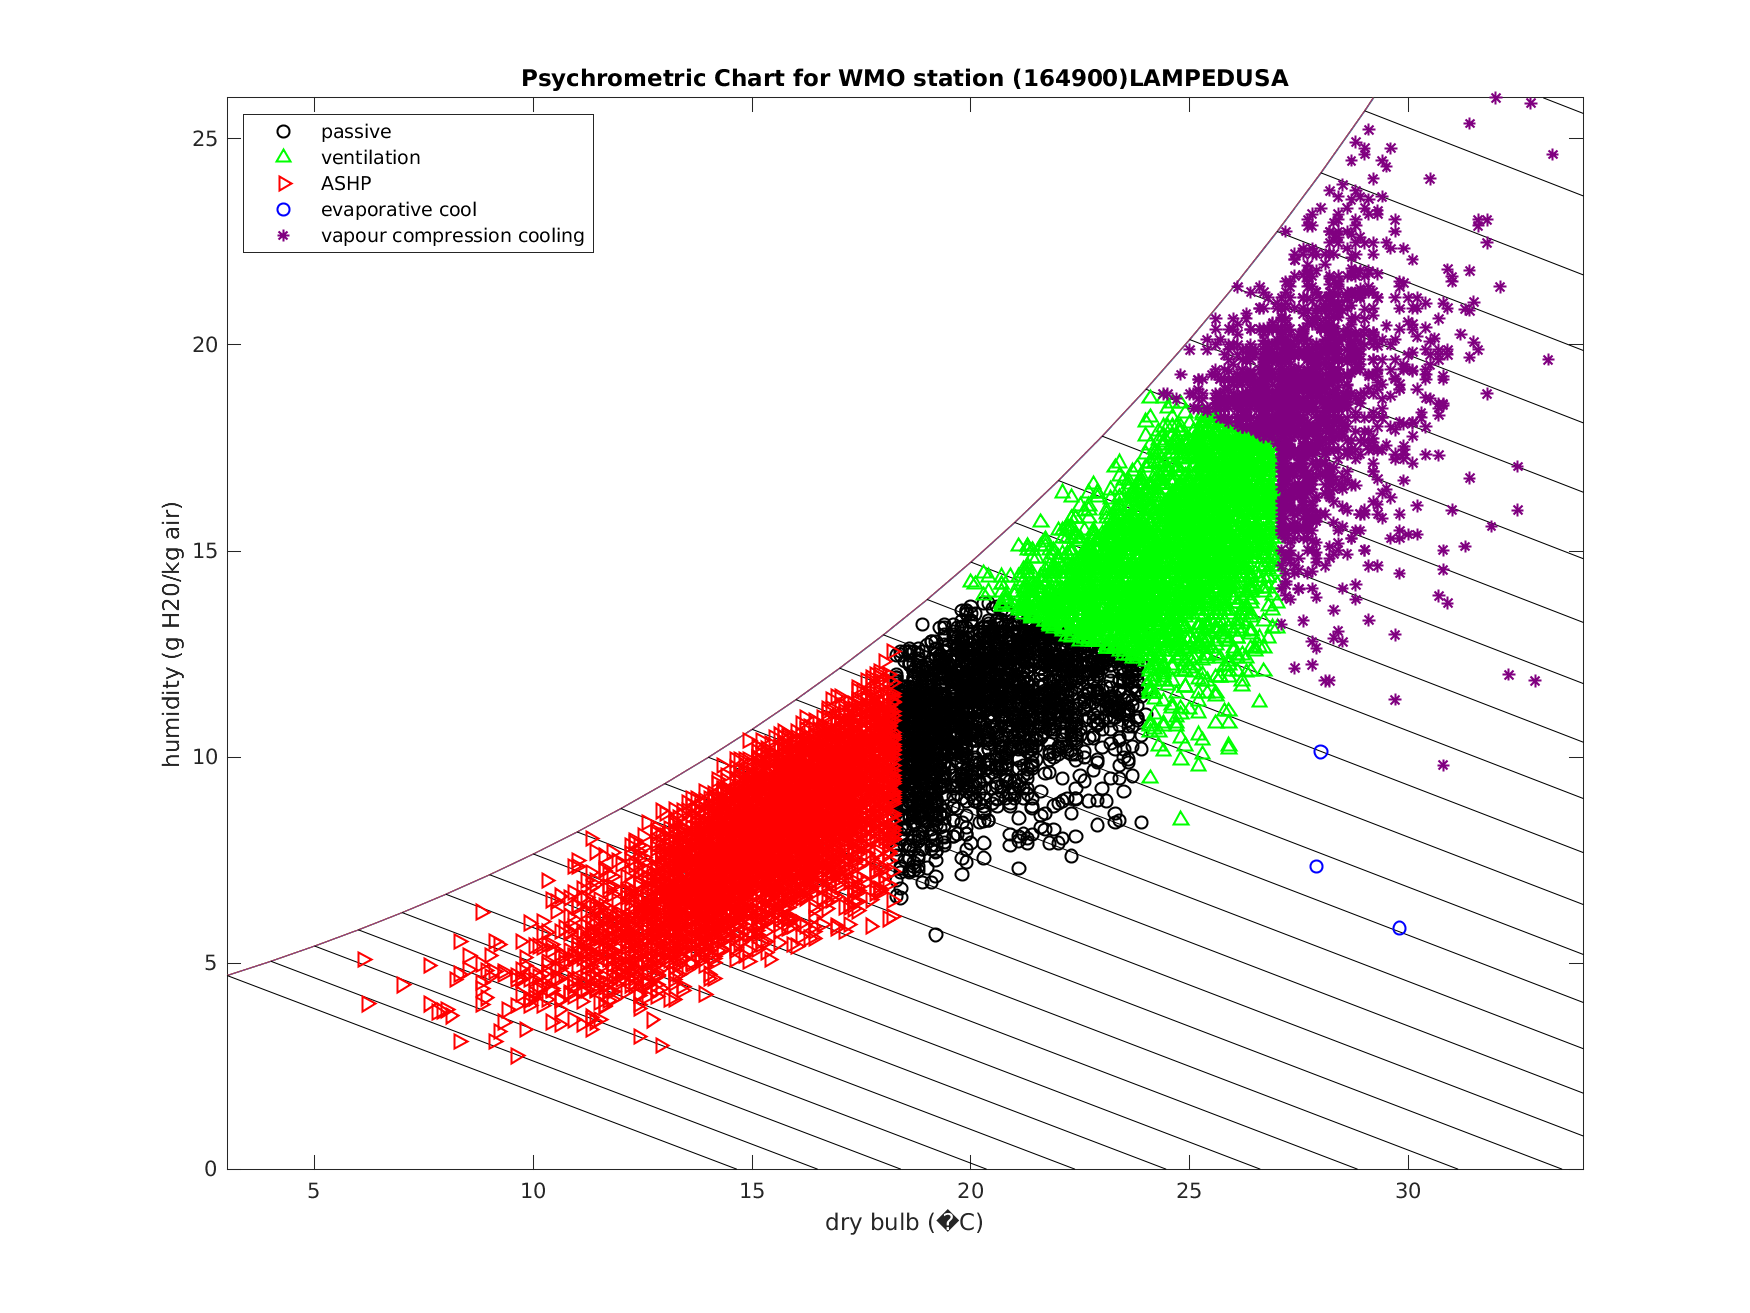 Psychrometric Chart for WMO station (164900)LAMPEDUSA
passive
ventilation
ASHP
evaporative cool
vapour compression cooling
25
20
15
10
5
0
humidity (g H20/kg air)
5 10 15 20 25 30
dry bulb (�C)